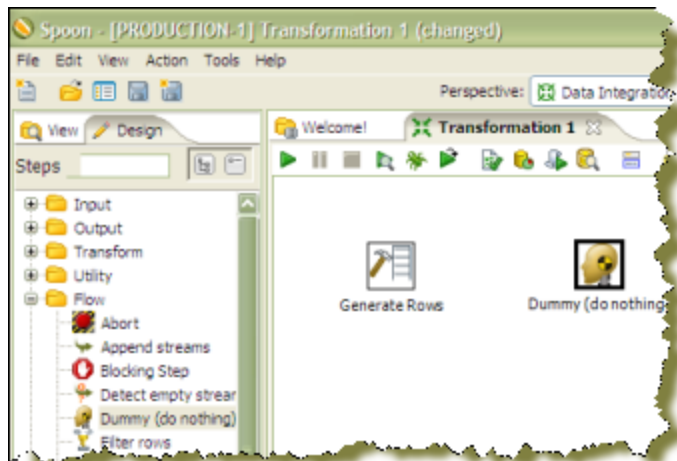 Spoon - [PRODUCTION-1] Transformation 1 (changed)
File Edit View Action Tools Help
Perspective: Data Integration
View Design
Welcome! Transformation 1
Steps
Input
Output
Transform
Utility
Flow
Abort
Append streams
Blocking Step
Detect empty strear
Dummy (do nothing)
Filter rows
Generate Rows
Dummy (do nothing